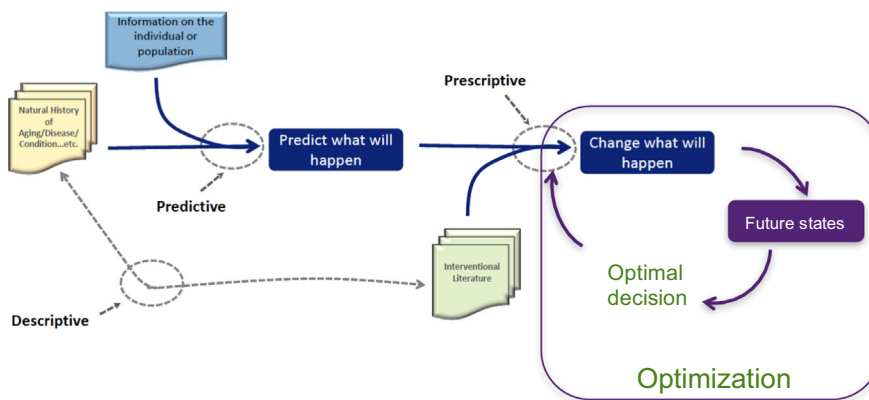 Information on the
individual or
population
Natural History
of
Aging/Disease/
Condition...etc.
Prescriptive
Predict what will
happen
Change what will
happen
Predictive
Future states
Interventional
Literature
Optimal
decision
Descriptive
Optimization